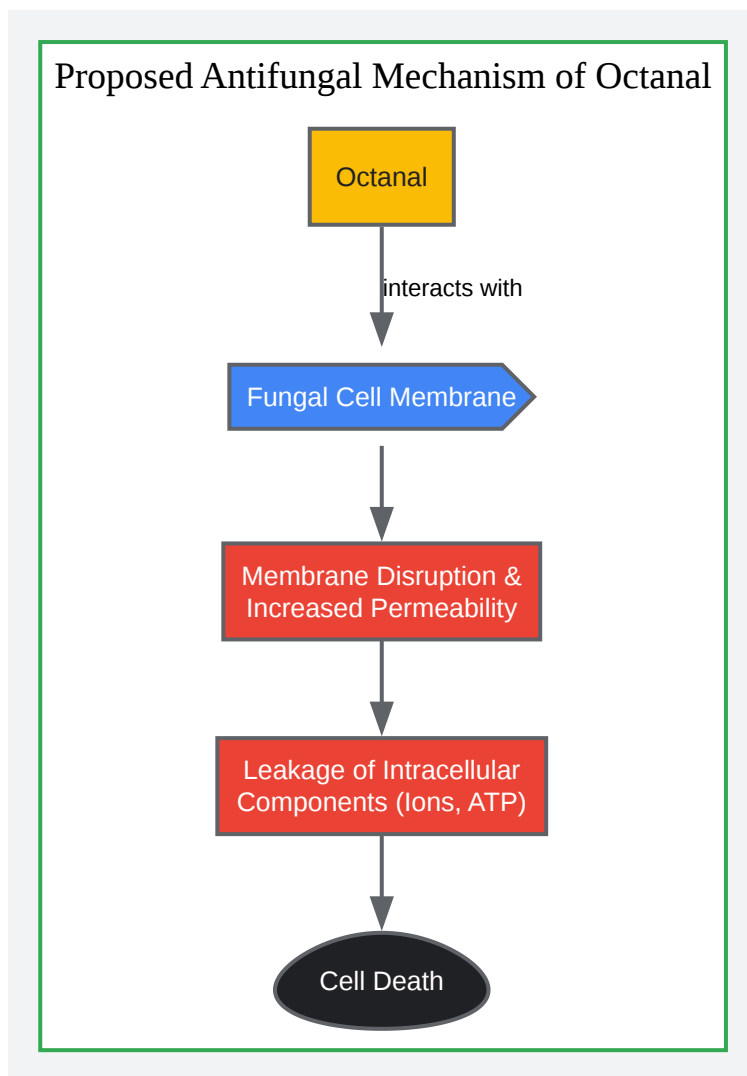 Proposed Antifungal Mechanism of Octanal
Octanal
interacts with
Fungal Cell Membrane
Membrane Disruption &
Increased Permeability
Leakage of Intracellular
Components (Ions, ATP)
Cell Death